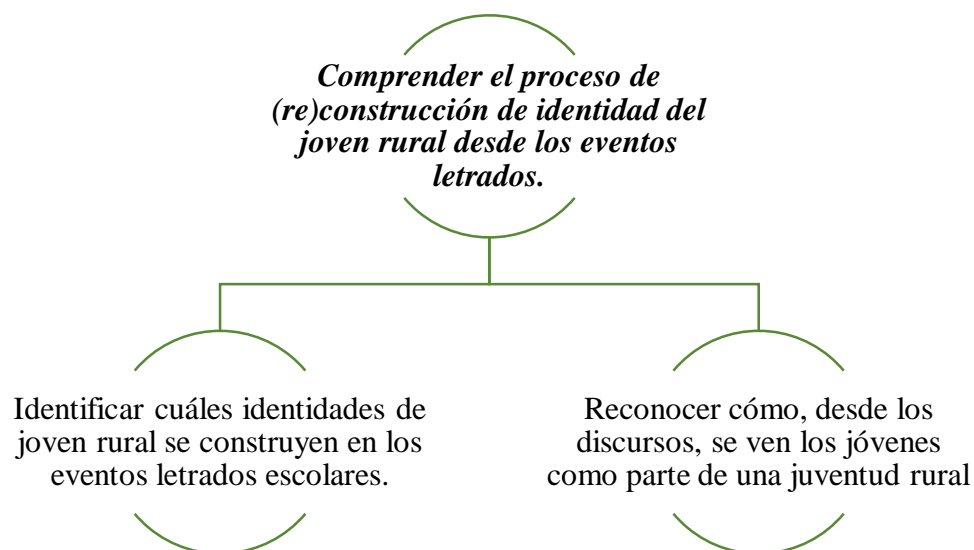 Comprender el proceso de
(re)construcción de identidad del
joven rural desde los eventos
letrados.
Identificar cuáles identidades de
joven rural se construyen en los
eventos letrados escolares.
Reconocer cómo, desde los
discursos, se ven los jóvenes
como parte de una juventud rural